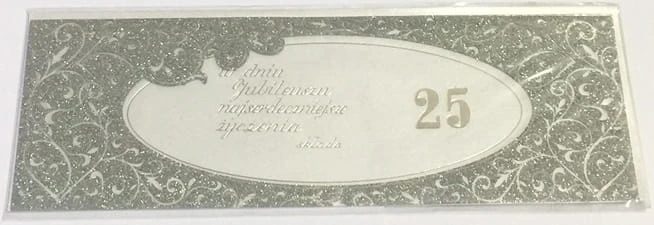 w dniu
Jubileuszu
najserdeczniejsze
życzenia
składa
25